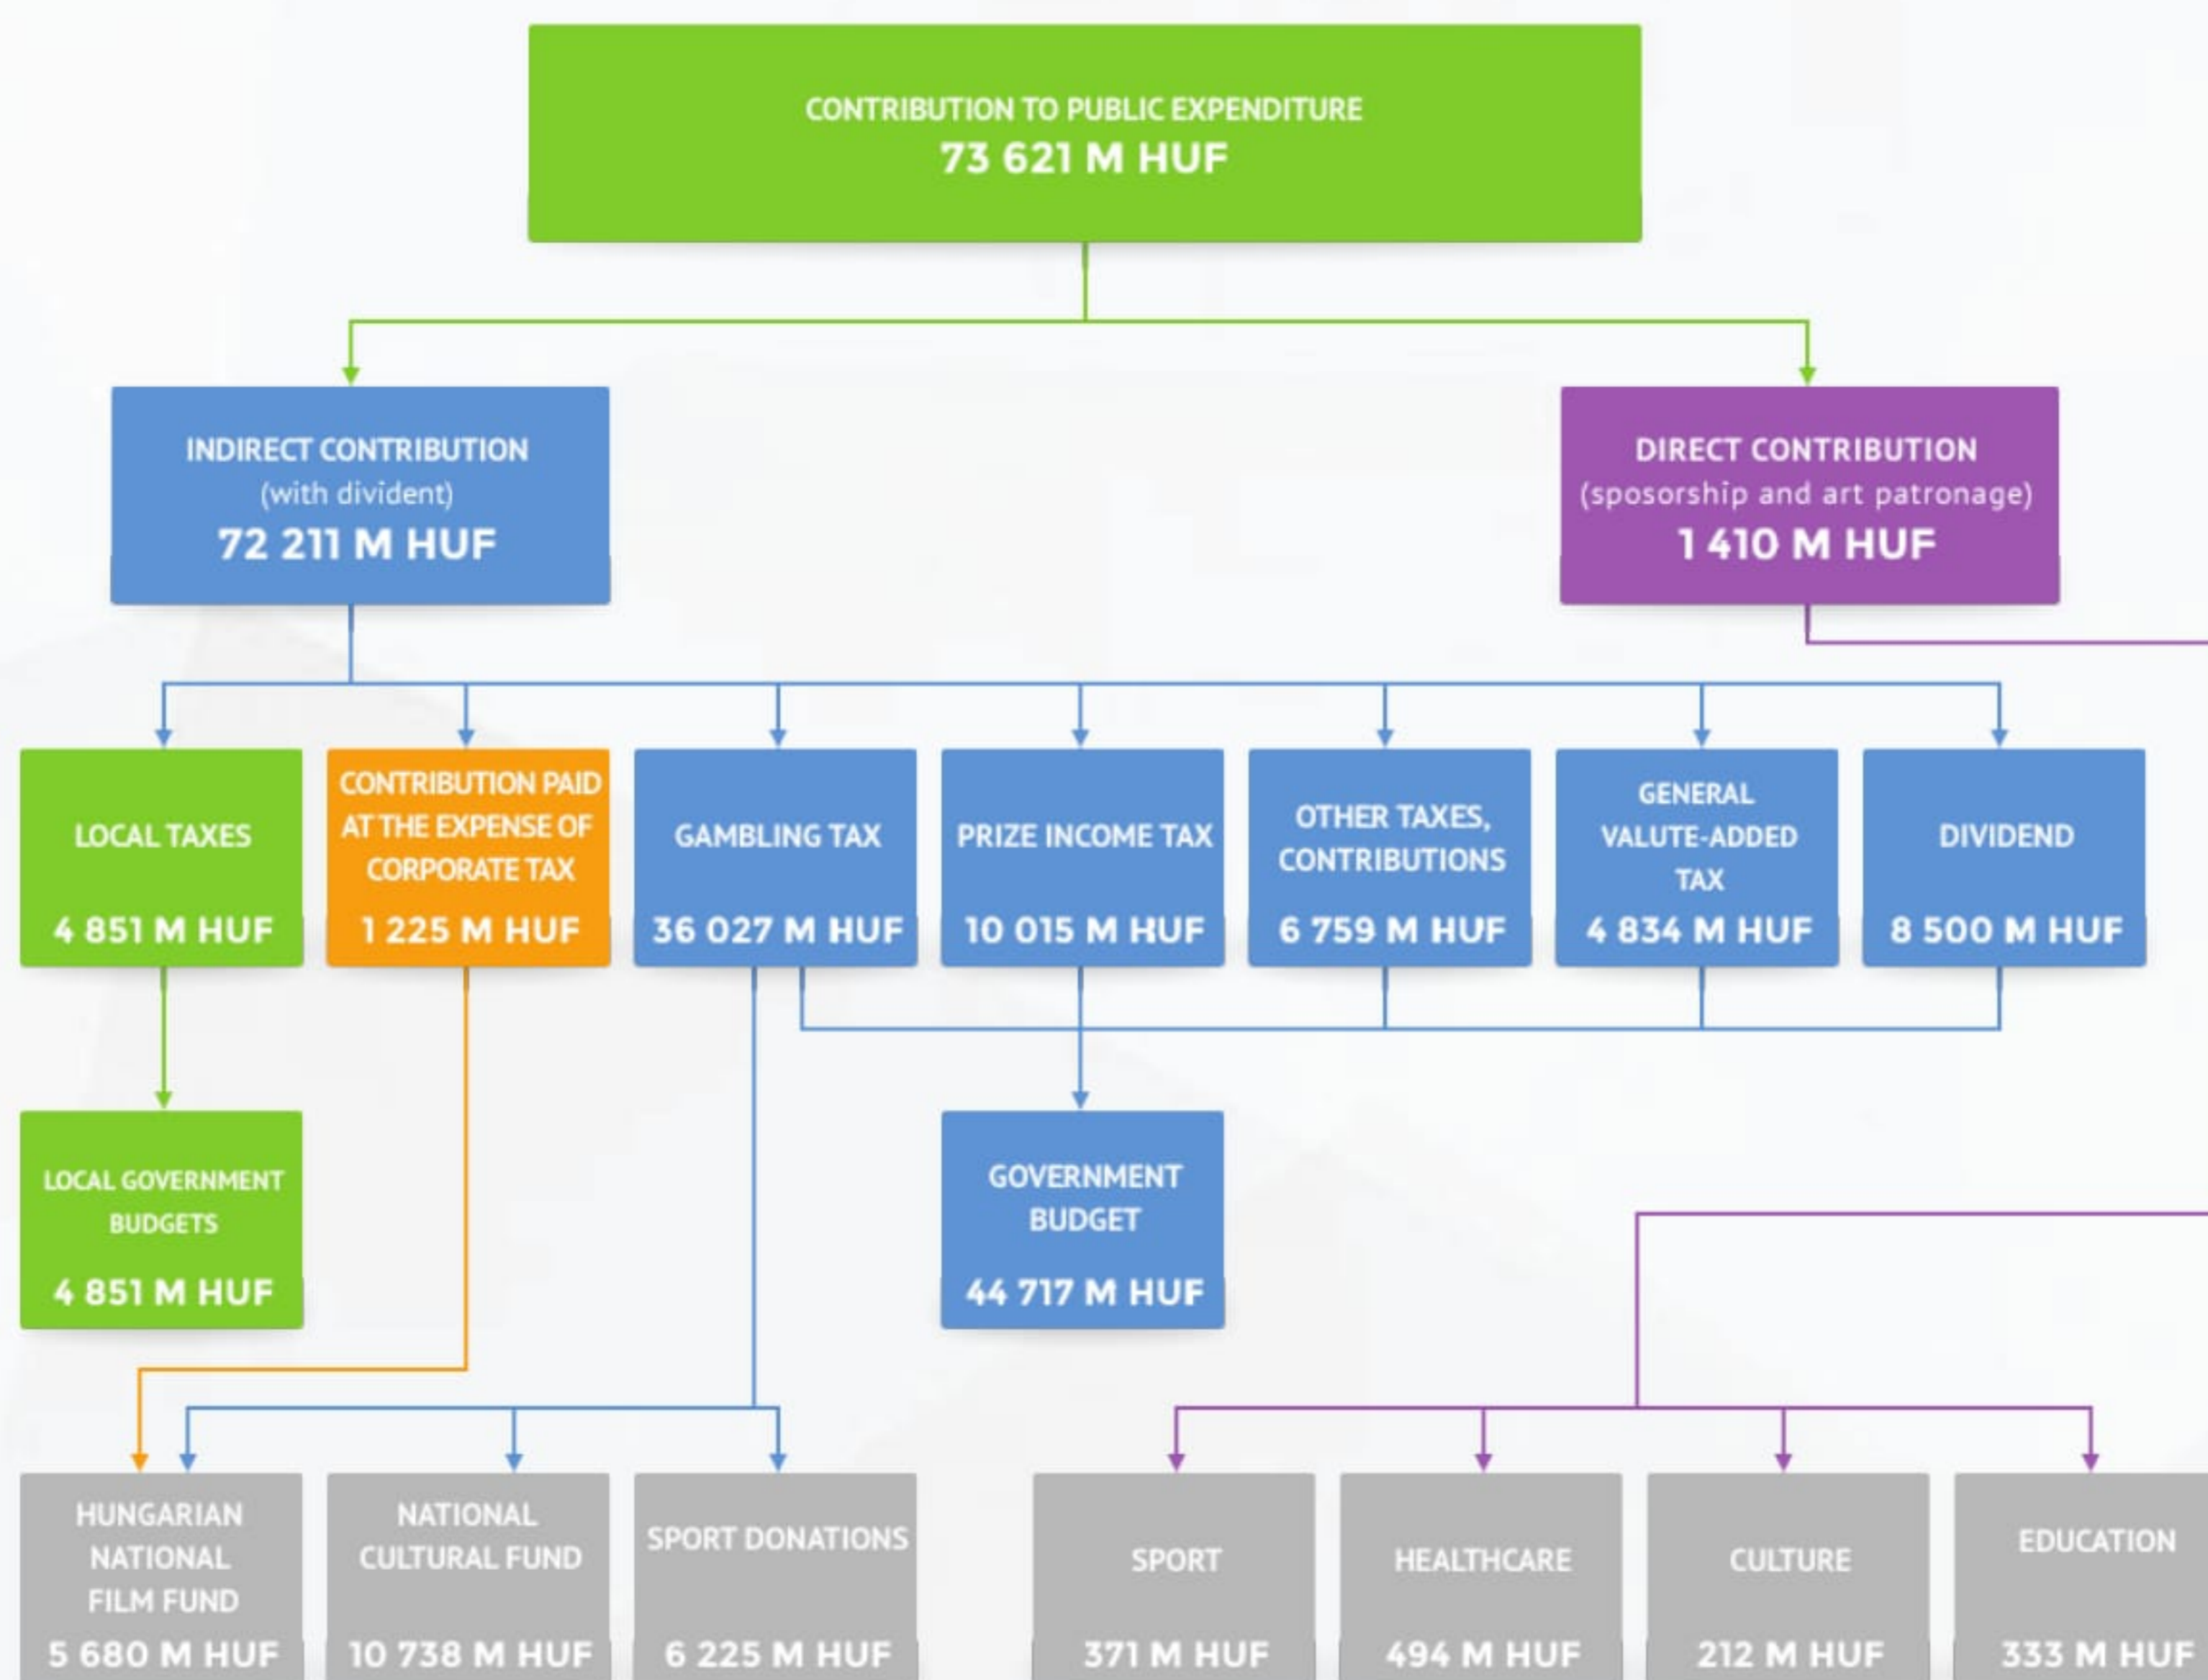 CONTRIBUTION TO PUBLIC EXPENDITURE
73 621 M HUF
INDIRECT CONTRIBUTION
(with divident)
72 211 M HUF
DIRECT CONTRIBUTION
(sposorship and art patronage)
1 410 M HUF
LOCAL TAXES
4 851 M HUF
CONTRIBUTION PAID
AT THE EXPENSE OF
CORPORATE TAX
1 225 M HUF
GAMBLING TAX
36 027 M HUF
PRIZE INCOME TAX
10 015 M HUF
OTHER TAXES,
CONTRIBUTIONS
6 759 M HUF
GENERAL
VALUTE-ADDED
TAX
4 834 M HUF
DIVIDEND
8 500 M HUF
LOCAL GOVERNMENT
BUDGETS
4 851 M HUF
GOVERNMENT
BUDGET
44 717 M HUF
HUNGARIAN
NATIONAL
FILM FUND
5 680 M HUF
NATIONAL
CULTURAL FUND
10 738 M HUF
SPORT DONATIONS
6 225 M HUF
SPORT
371 M HUF
HEALTHCARE
494 M HUF
CULTURE
212 M HUF
EDUCATION
333 M HUF